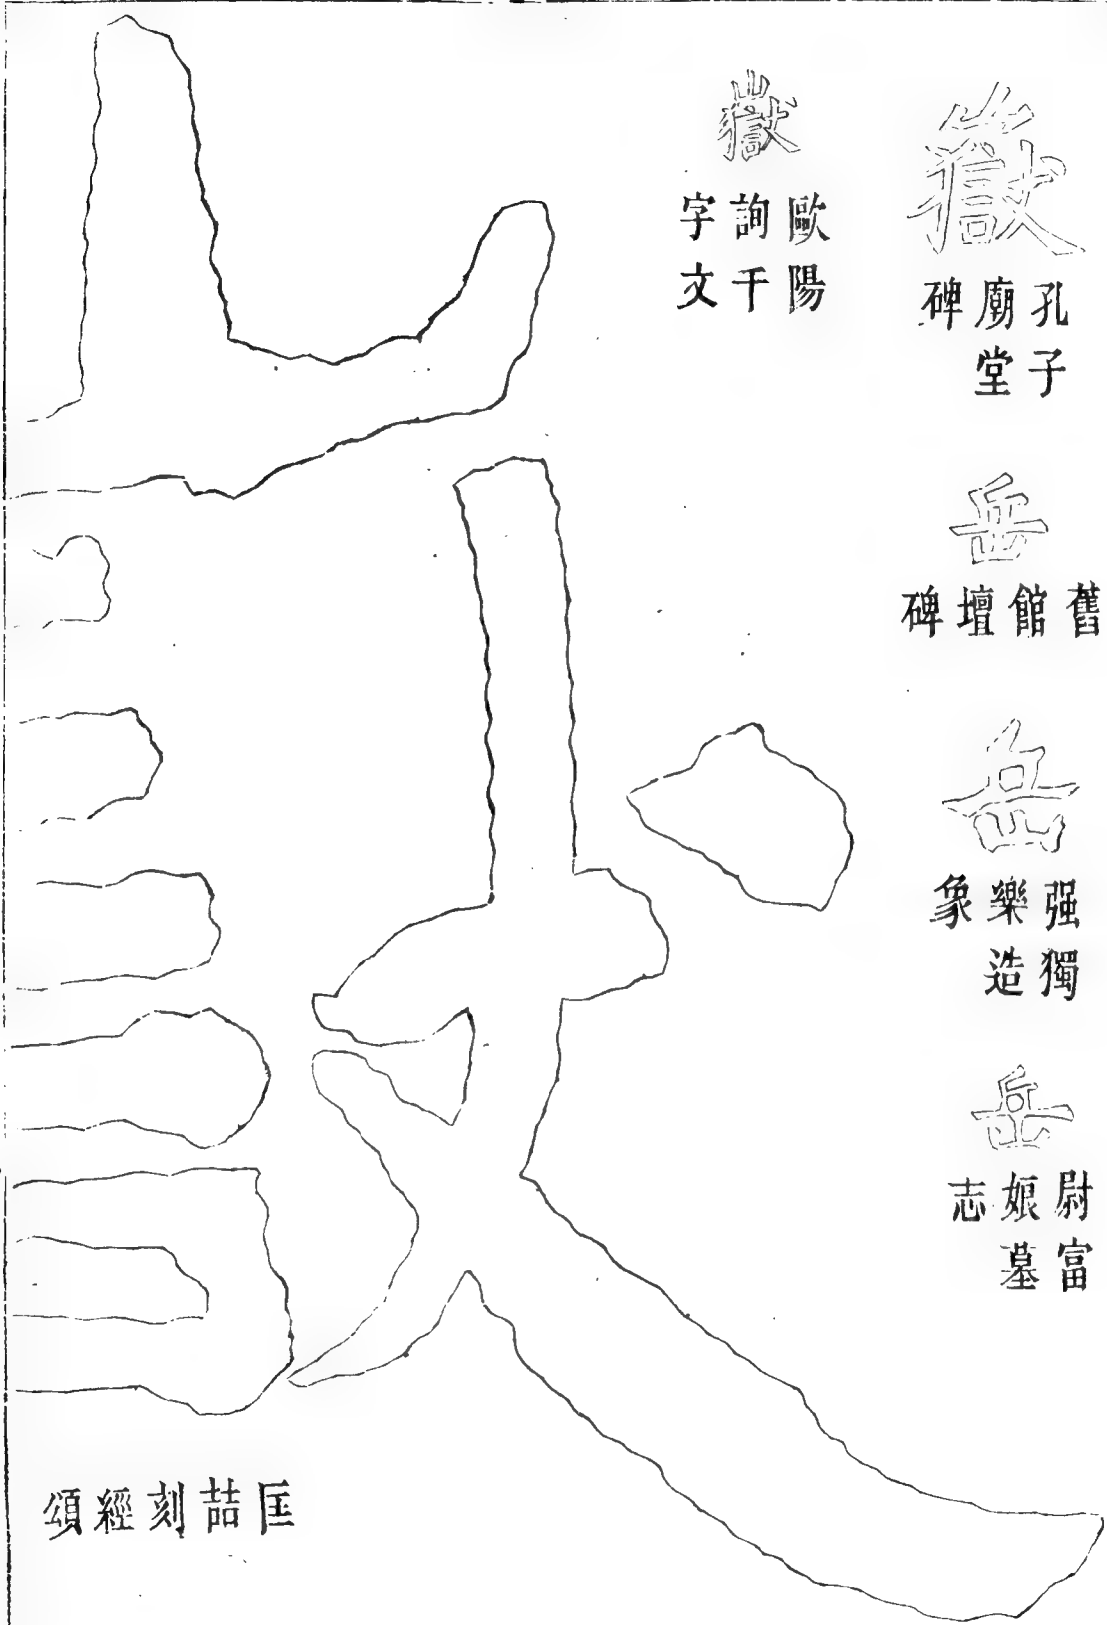 嶽
孔子廟堂碑
岳
舊館壇碑
岳
强獨樂造象
岳
尉富娘墓志
嶽
歐陽詢千字文
匡喆刻經頌